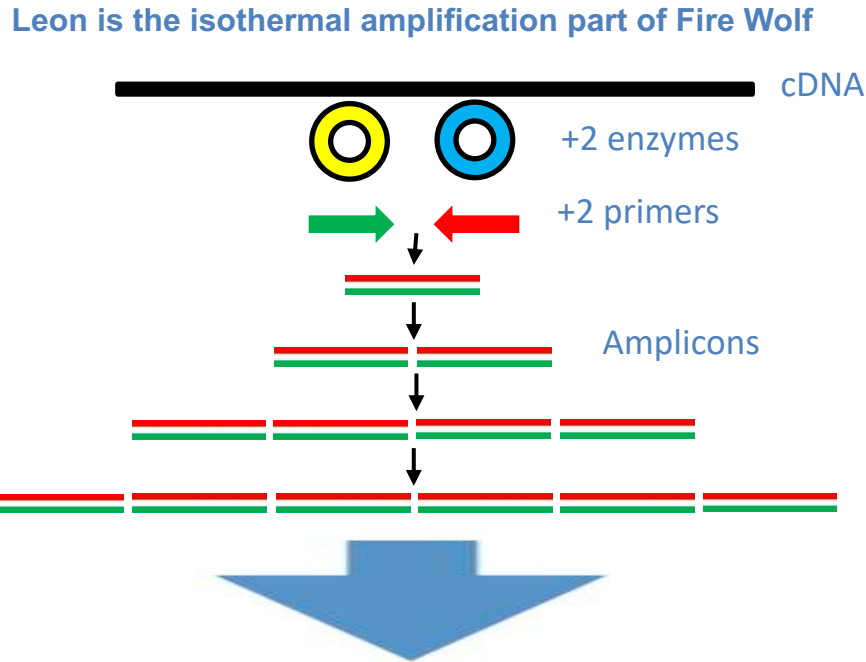 Leon is the isothermal amplification part of Fire Wolf
cDNA
+2 enzymes
+2 primers
Amplicons